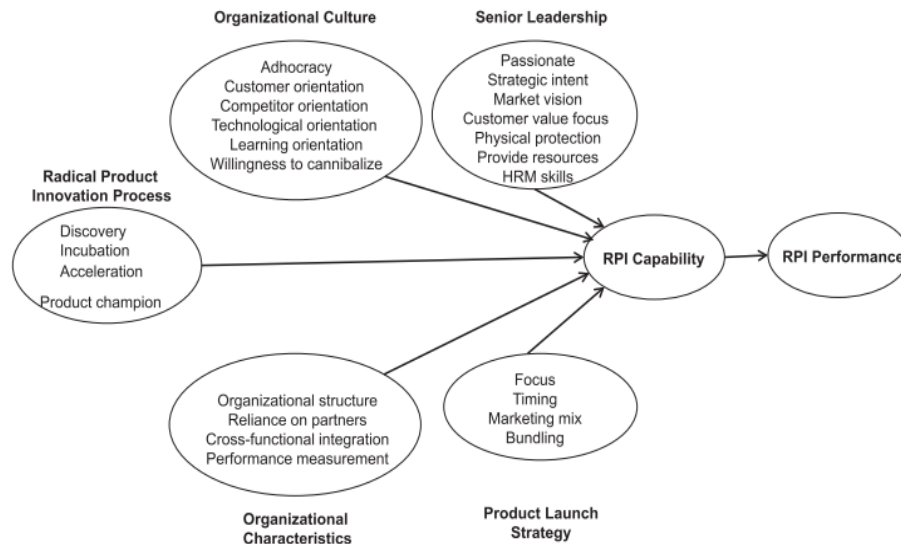 Organizational Culture
Adhocracy
Customer orientation
Competitor orientation
Technological orientation
Learning orientation
Willingness to cannibalize
Senior Leadership
Passionate
Strategic intent
Market vision
Customer value focus
Physical protection
Provide resources
HRM skills
Radical Product
Innovation Process
Discovery
Incubation
Acceleration
Product champion
RPI Capability
RPI Performance
Organizational structure
Reliance on partners
Cross-functional integration
Performance measurement
Organizational
Characteristics
Focus
Timing
Marketing mix
Bundling
Product Launch
Strategy